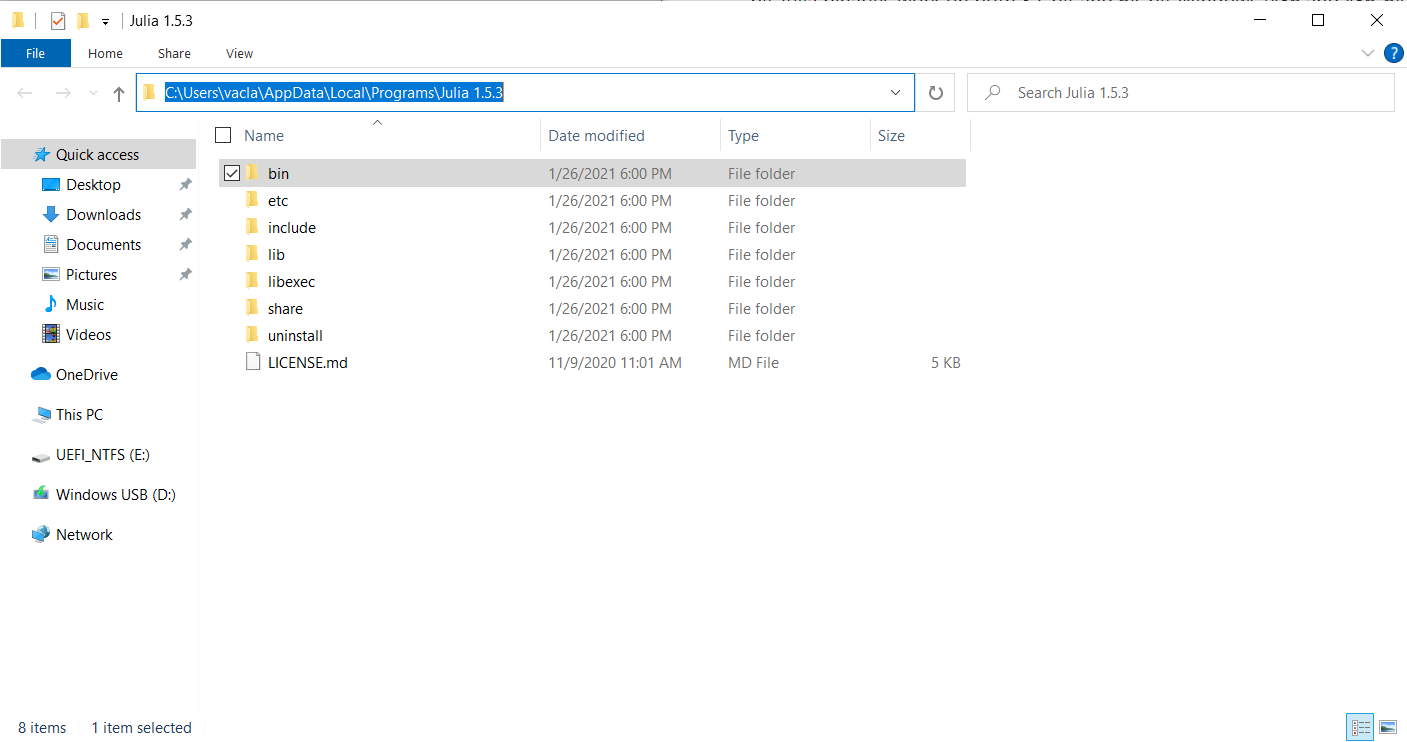 Julia 1.5.3
File Home Share View
C:\Users\vacla\AppData\Local\Programs\Julia 1.5.3
Search Julia 1.5.3
Name Date modified Type Size
Quick access
Desktop
Downloads
Documents
Pictures
Music
Videos
OneDrive
This PC
UEFI_NTFS (E:)
Windows USB (D:)
Network
bin 1/26/2021 6:00 PM File folder
etc 1/26/2021 6:00 PM File folder
include 1/26/2021 6:00 PM File folder
lib 1/26/2021 6:00 PM File folder
libexec 1/26/2021 6:00 PM File folder
share 1/26/2021 6:00 PM File folder
uninstall 1/26/2021 6:00 PM File folder
LICENSE.md 11/9/2020 11:01 AM MD File 5 KB
8 items 1 item selected